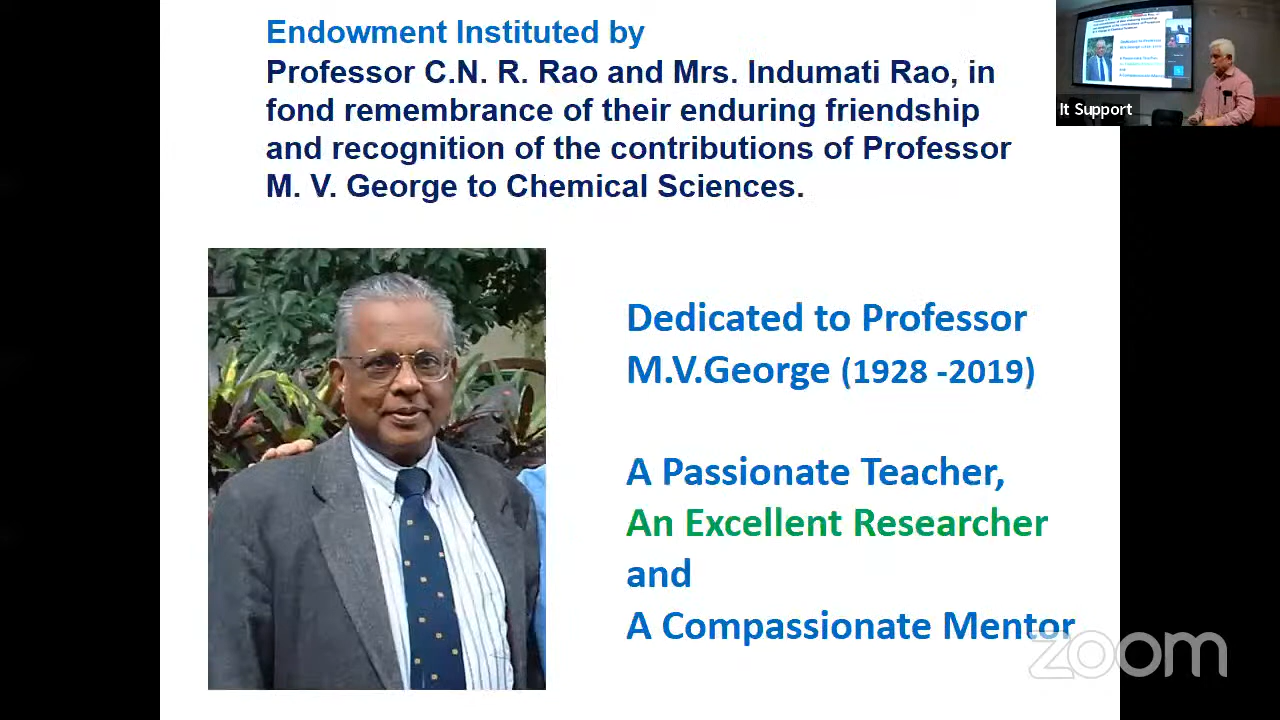 Endowment Instituted by
Professor C.N. R. Rao and Mrs. Indumati Rao, in
fond remembrance of their enduring friendship
and recognition of the contributions of Professor
M. V. George to Chemical Sciences.
It Support
Dedicated to Professor
M.V.George (1928 -2019)
A Passionate Teacher,
An Excellent Researcher
and
A Compassionate Mentor
zoom